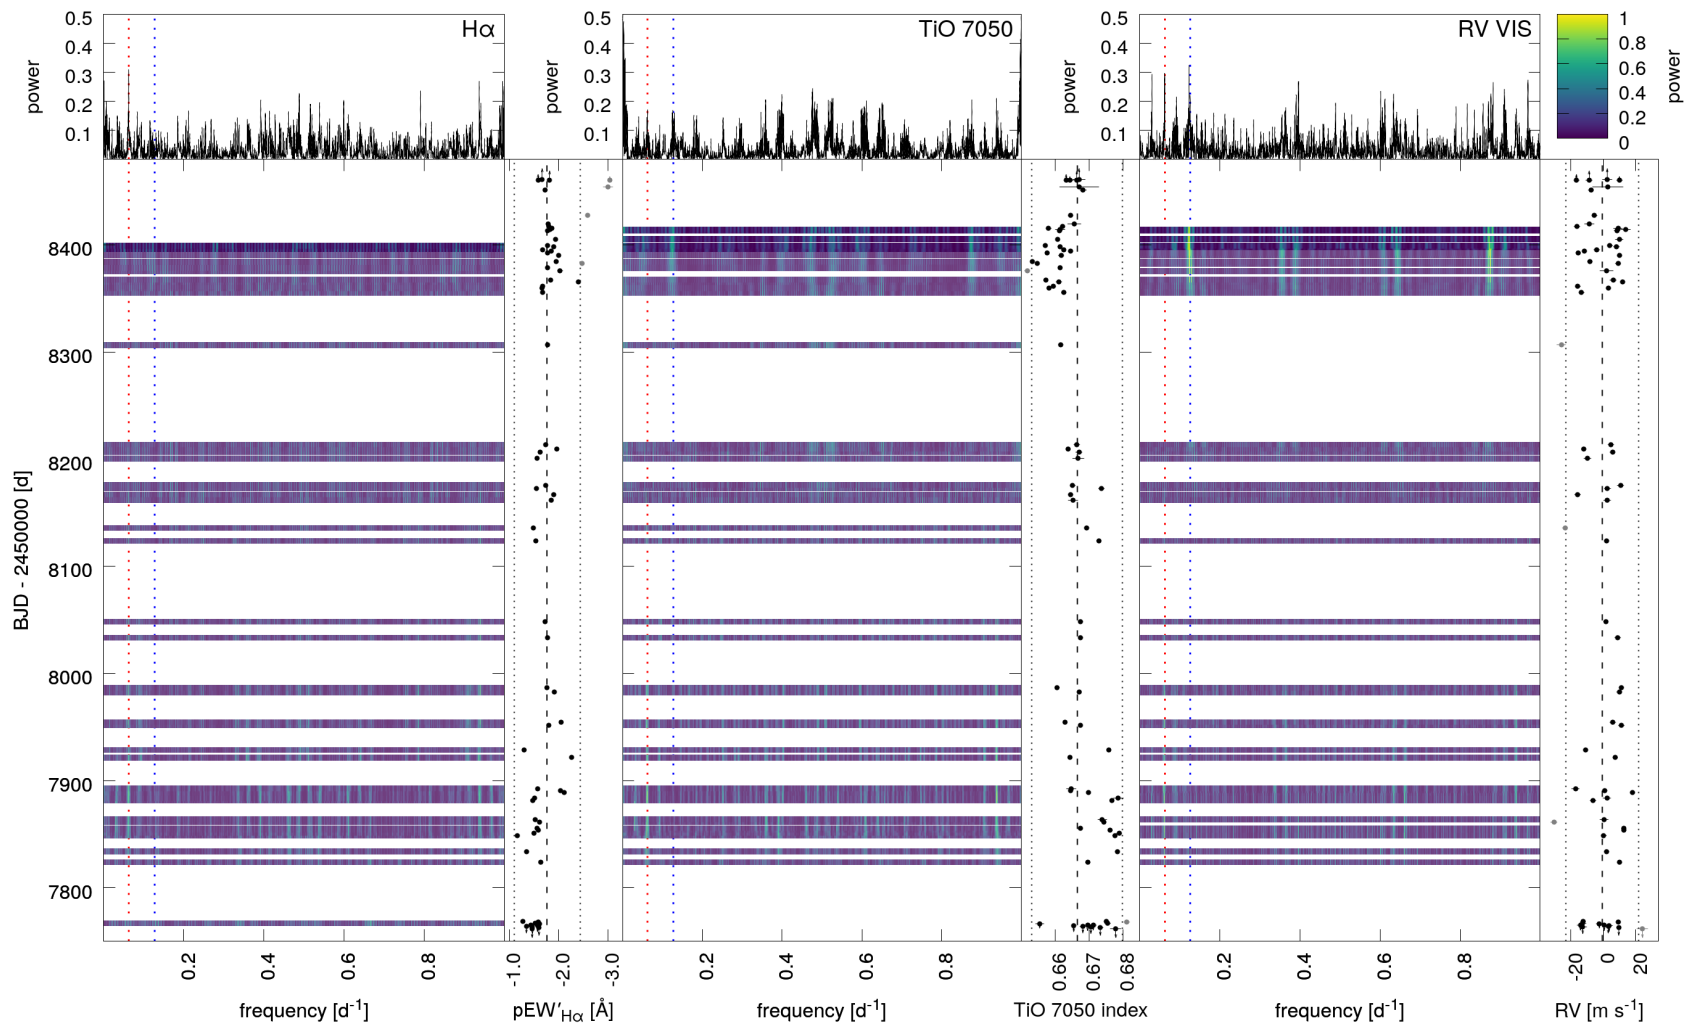 Hα
TiO 7050
RV VIS
power
0.5
0.4
0.3
0.2
0.1
power
0.5
0.4
0.3
0.2
0.1
power
0.5
0.4
0.3
0.2
0.1
1
0.8
0.6
0.4
0.2
0
power
BJD - 2450000 [d]
8400
8300
8200
8100
8000
7900
7800
0.2 0.4 0.6 0.8
-1.0 -2.0 -3.0
0.2 0.4 0.6 0.8
0.66 0.67 0.68
0.2 0.4 0.6 0.8
-20 0 20
frequency [d-1]
pEW′Hα [Å]
frequency [d-1]
TiO 7050 index
frequency [d-1]
RV [m s-1]